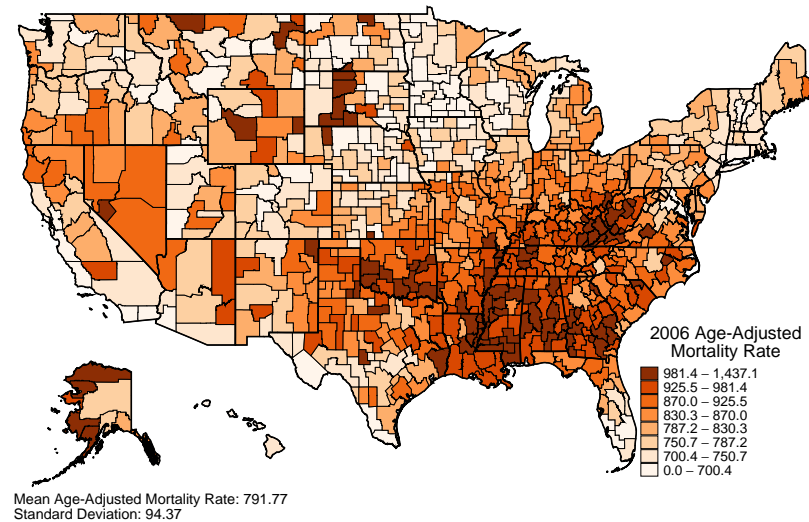 2006 Age-Adjusted
Mortality Rate
981.4 – 1,437.1
925.5 – 981.4
870.0 – 925.5
830.3 – 870.0
787.2 – 830.3
750.7 – 787.2
700.4 – 750.7
0.0 – 700.4
Mean Age-Adjusted Mortality Rate: 791.77
Standard Deviation: 94.37